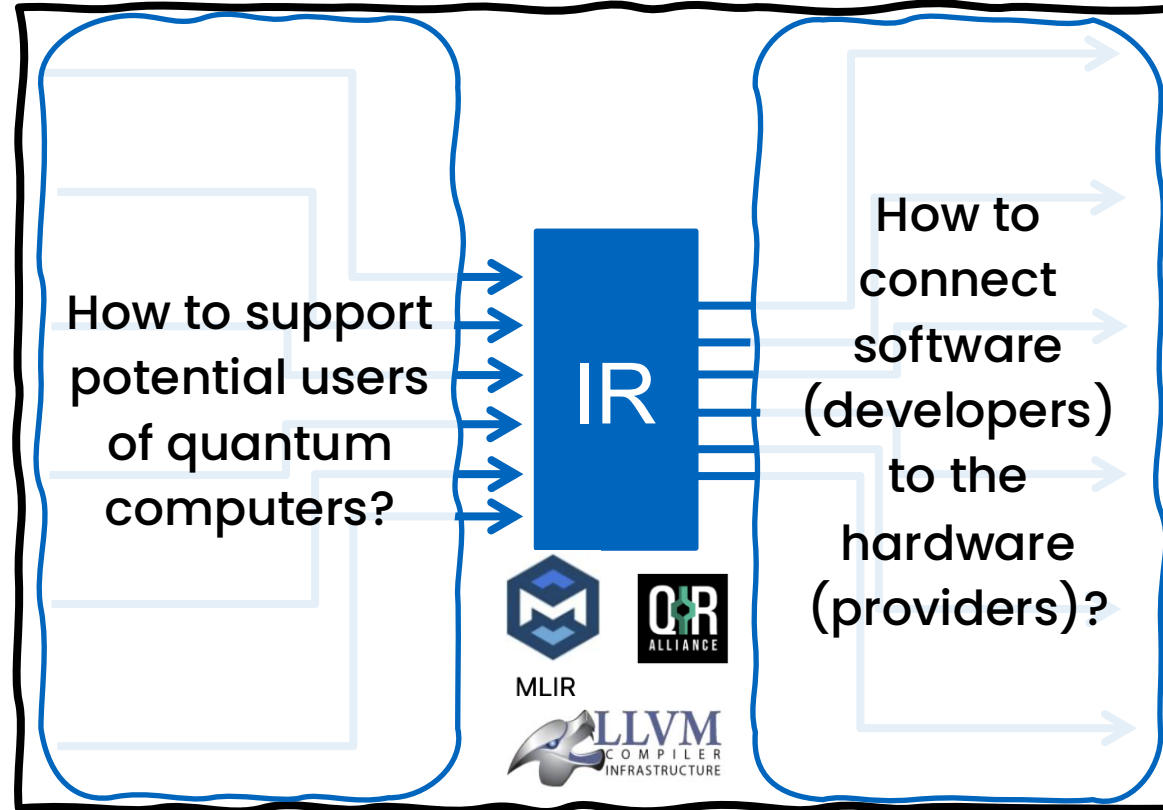 How to support
potential users
of quantum
computers?
IR
MLIR
QIR
ALLIANCE
LLVM
COMPILER
INFRASTRUCTURE
How to
connect
software
(developers)
to the
hardware
(providers)?